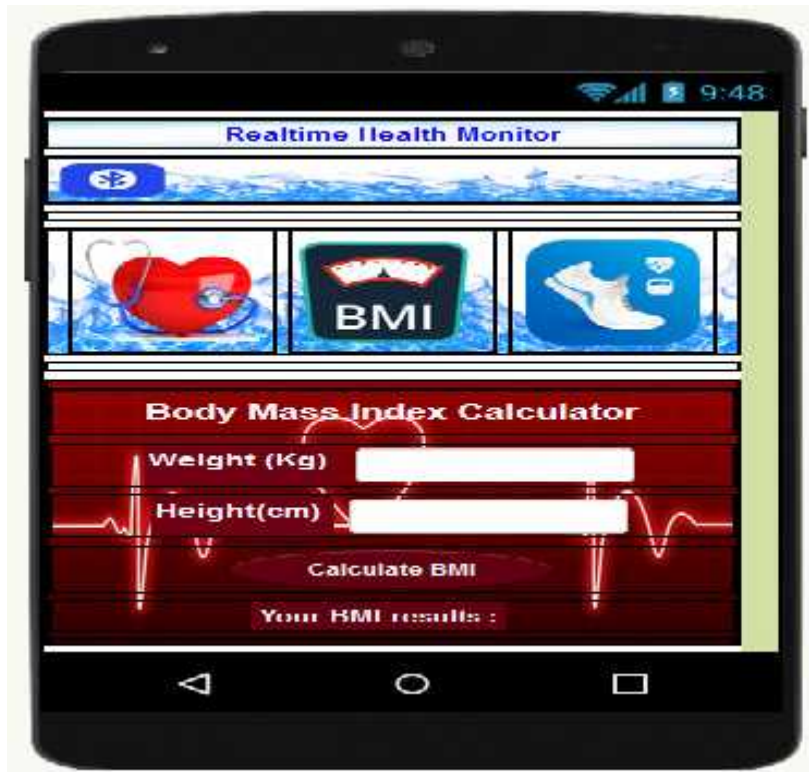 9:48
Realtime Health Monitor
BMI
Body Mass Index Calculator
Weight (Kg)
Height(cm)
Calculate BMI
Your BMI results :